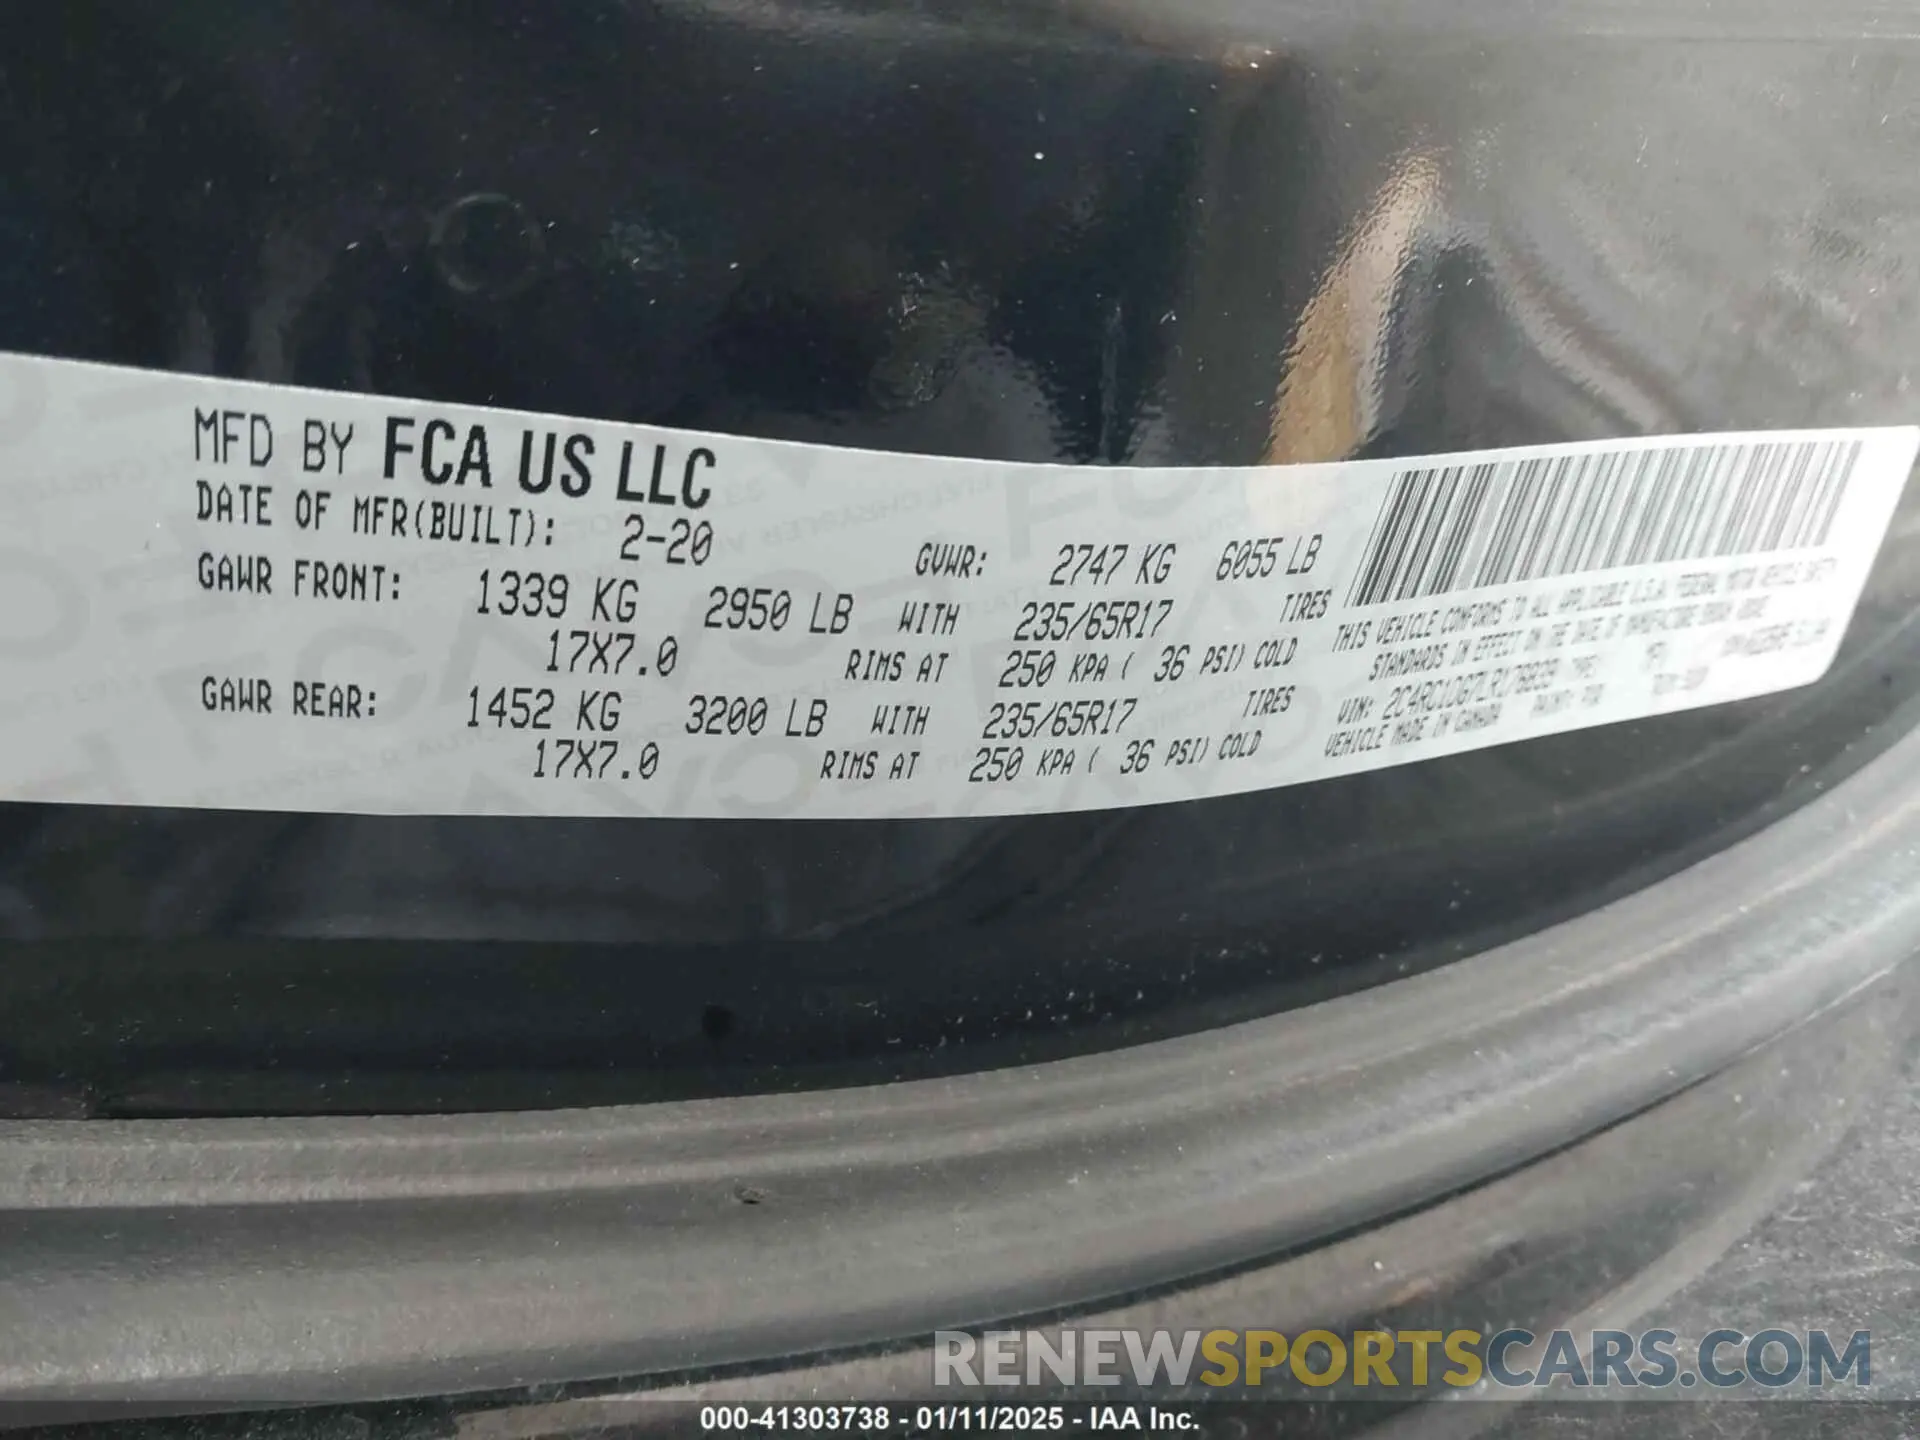 MFD BY FCA US LLC
DATE OF MFR(BUILT): 2-20
GVWR: 2747 KG 6055 LB
GAWR FRONT: 1339 KG 2950 LB WITH 235/65R17 TIRES
17X7.0 RIMS AT 250 KPA ( 36 PSI) COLD
GAWR REAR: 1452 KG 3200 LB WITH 235/65R17 TIRES
17X7.0 RIMS AT 250 KPA ( 36 PSI) COLD
THIS VEHICLE CONFORMS TO ALL APPLICABLE U.S.A. FEDERAL MOTOR VEHICLE SAFETY
STANDARDS IN EFFECT ON THE DATE OF MANUFACTURE SHOWN ABOVE.
VIN:
VEHICLE MADE IN CANADA PAINT:
RENEWSPORTSCARS.COM
000-41303738 - 01/11/2025 - IAA Inc.